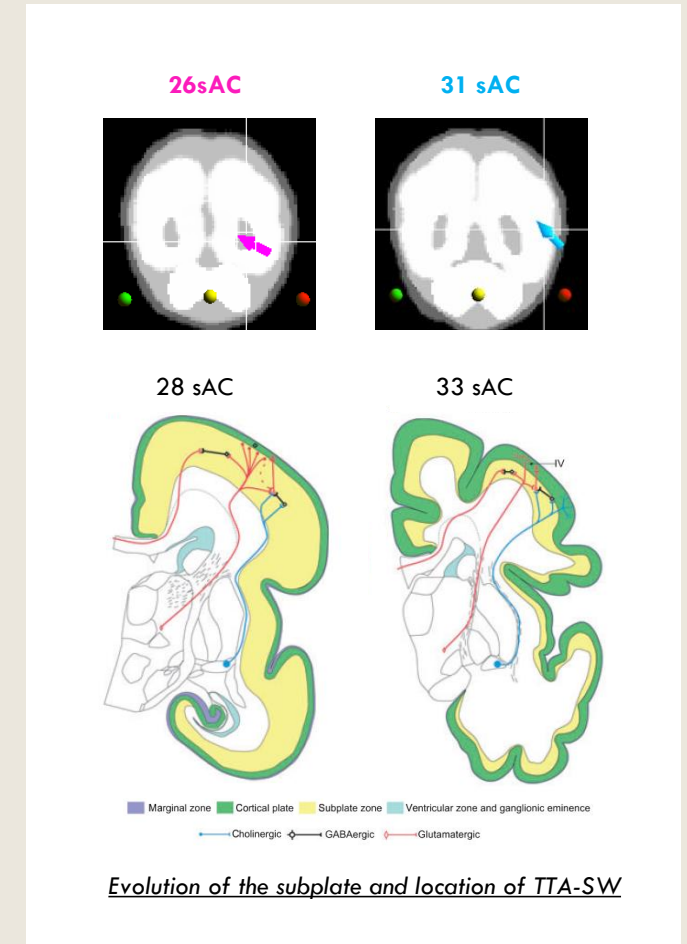 26sAC 31 sAC
28 sAC 33 sAC
IV
Marginal zone Cortical plate Subplate zone Ventricular zone and ganglionic eminence
Cholinergic GABAergic Glutamatergic
Evolution of the subplate and location of TTA-SW